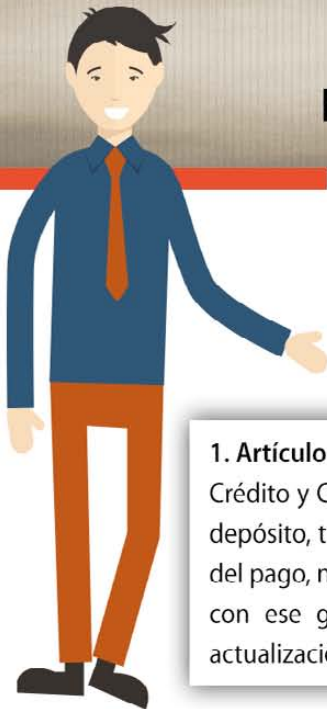 1. Artículo
Crédito y C
depósito, t
del pago, n
con ese g
actualizació